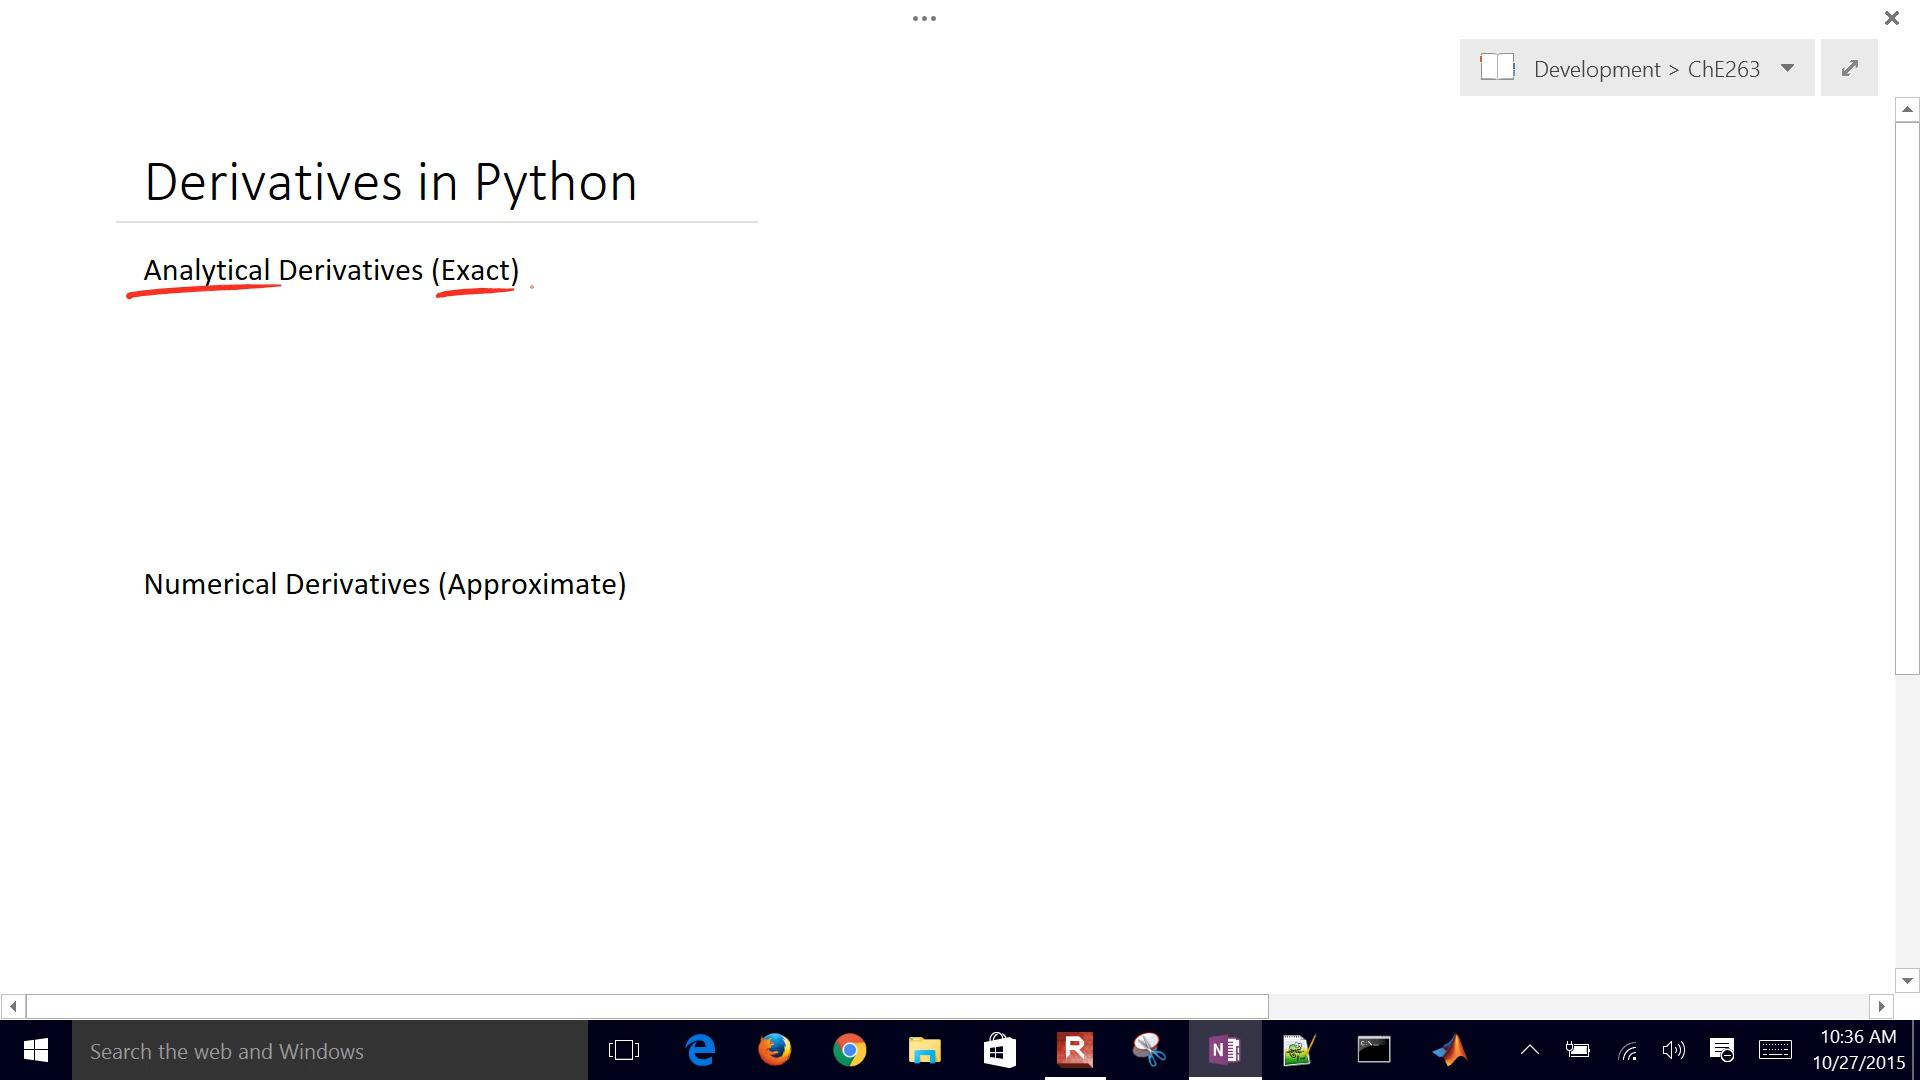 Development > ChE263
Derivatives in Python
Analytical Derivatives (Exact)
Numerical Derivatives (Approximate)
Search the web and Windows
10:36 AM
10/27/2015